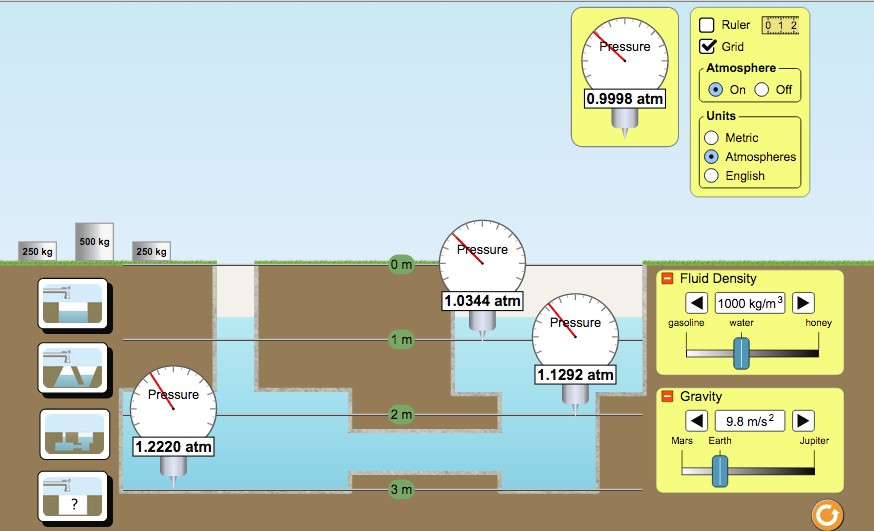 Pressure
0.9998 atm
Ruler
0 1 2
Grid
Atmosphere
On Off
Units
Metric
Atmospheres
English
250 kg
500 kg
250 kg
0 m
Pressure
1.0344 atm
1 m
Pressure
1.1292 atm
Pressure
1.2220 atm
2 m
3 m
?
Fluid Density
1000 kg/m³
gasoline water honey
Gravity
9.8 m/s²
Mars Earth Jupiter